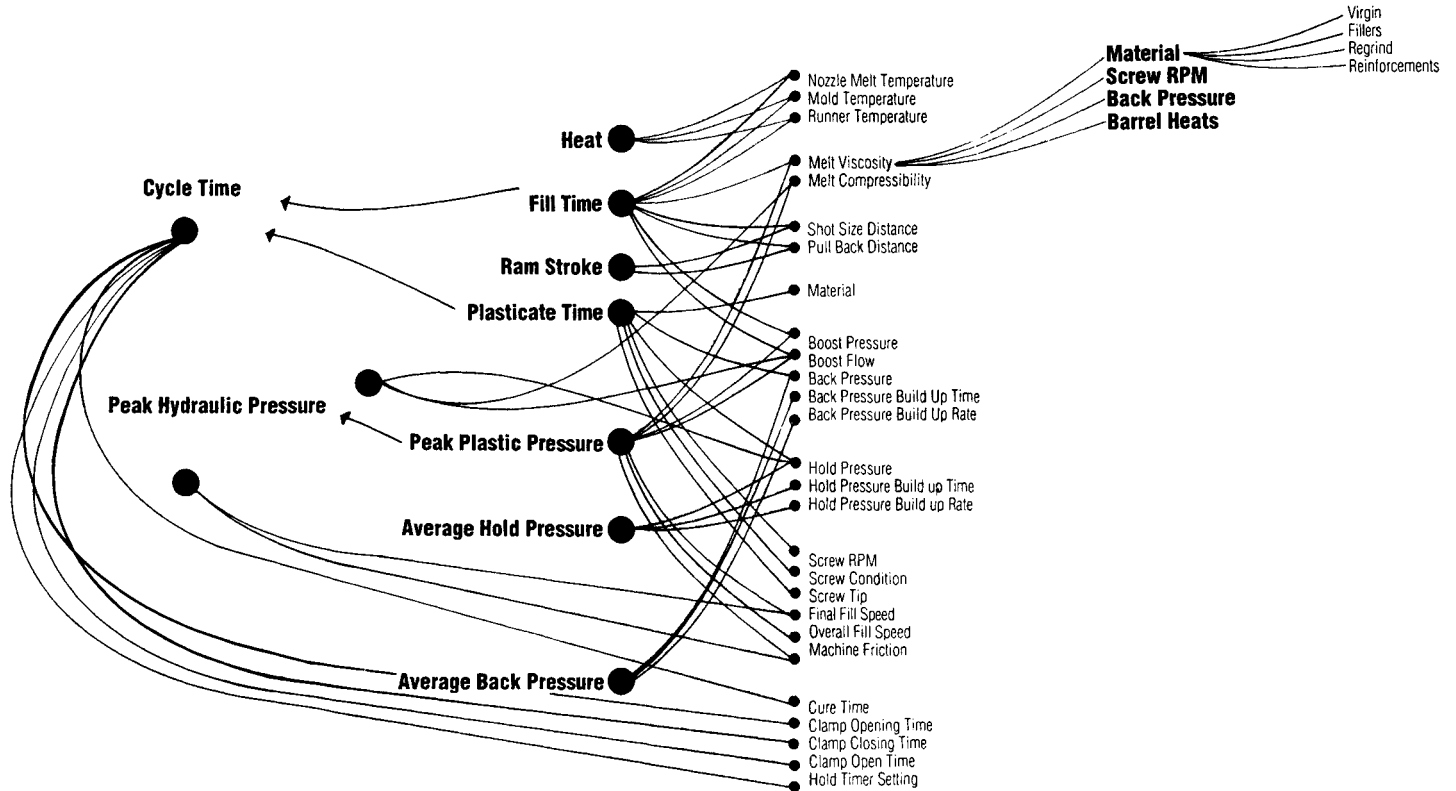 Virgin
Fillers
Regrind
Reinforcements
Material
Screw RPM
Back Pressure
Barrel Heats
Cycle Time
Heat
Fill Time
Ram Stroke
Plasticate Time
Peak Hydraulic Pressure
Peak Plastic Pressure
Average Hold Pressure
Average Back Pressure
Nozzle Melt Temperature
Mold Temperature
Runner Temperature
Melt Viscosity
Melt Compressibility
Shot Size Distance
Pull Back Distance
Material
Boost Pressure
Boost Flow
Back Pressure
Back Pressure Build Up Time
Back Pressure Build Up Rate
Hold Pressure
Hold Pressure Build up Time
Hold Pressure Build up Rate
Screw RPM
Screw Condition
Screw Tip
Final Fill Speed
Overall Fill Speed
Machine Friction
Cure Time
Clamp Opening Time
Clamp Closing Time
Clamp Open Time
Hold Timer Setting